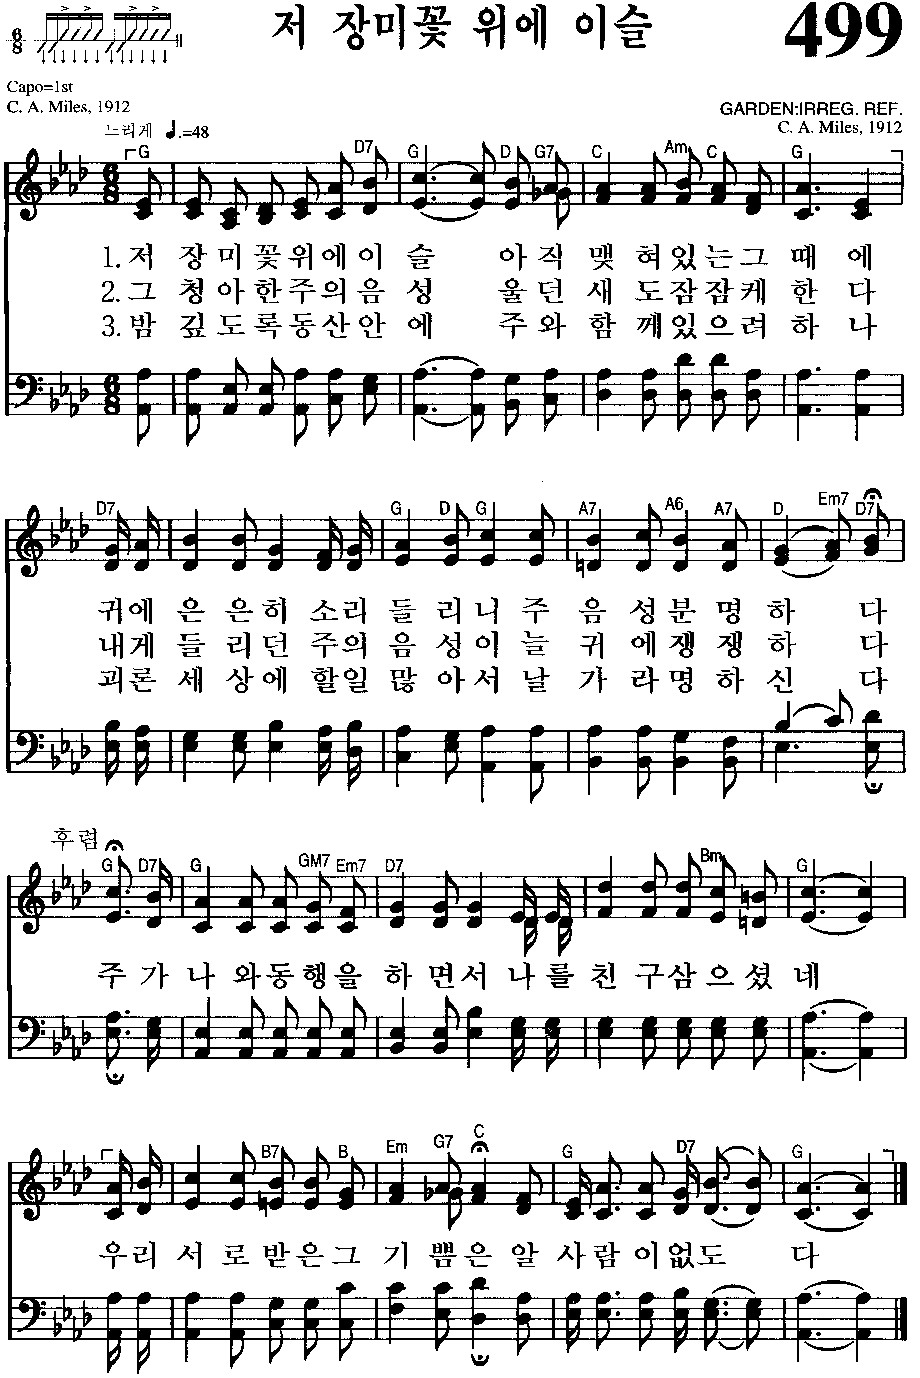 저 장미꽃 위에 이슬 499
6/8
Capo=1st
C. A. Miles, 1912
GARDEN:IRREG. REF.
C. A. Miles, 1912
느리게 ♩.=48
G D7 G D G7 C Am C G
1. 저 장미꽃위에이 슬 아직 맺 혀있는그 때 에
2. 그 청아한주의음 성 울던 새 도잠잠케 한 다
3. 밤 깊도록동산안 에 주와 함 께있으려 하 나
D7 G D G A7 A6 A7 D Em7 D7
귀에 은 은히 소리 들 리니 주 음 성분 명하 다
내게 들 리던 주의 음 성이 늘 귀 에쟁 쟁하 다
괴론 세 상에 할일 많 아서 날 가 라명 하신 다
후렴
G D7 G GM7 Em7 D7 Bm G
주 가 나 와동행을 하 면서 나를 친 구삼으셨 네
B7 B Em G7 C G D7 G
우리 서 로받은그 기 쁨은 알 사람 이없도 다